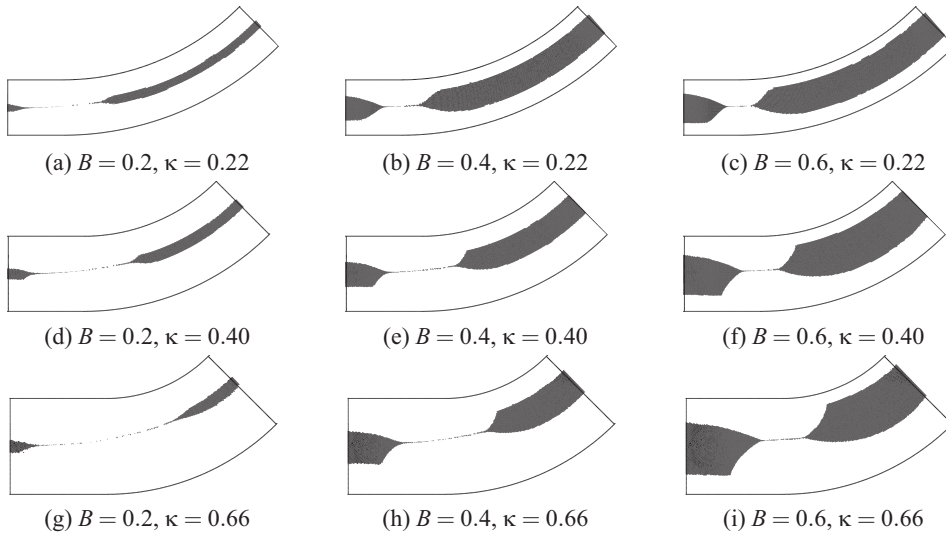 (a) B = 0.2, κ = 0.22
(b) B = 0.4, κ = 0.22
(c) B = 0.6, κ = 0.22
(d) B = 0.2, κ = 0.40
(e) B = 0.4, κ = 0.40
(f) B = 0.6, κ = 0.40
(g) B = 0.2, κ = 0.66
(h) B = 0.4, κ = 0.66
(i) B = 0.6, κ = 0.66